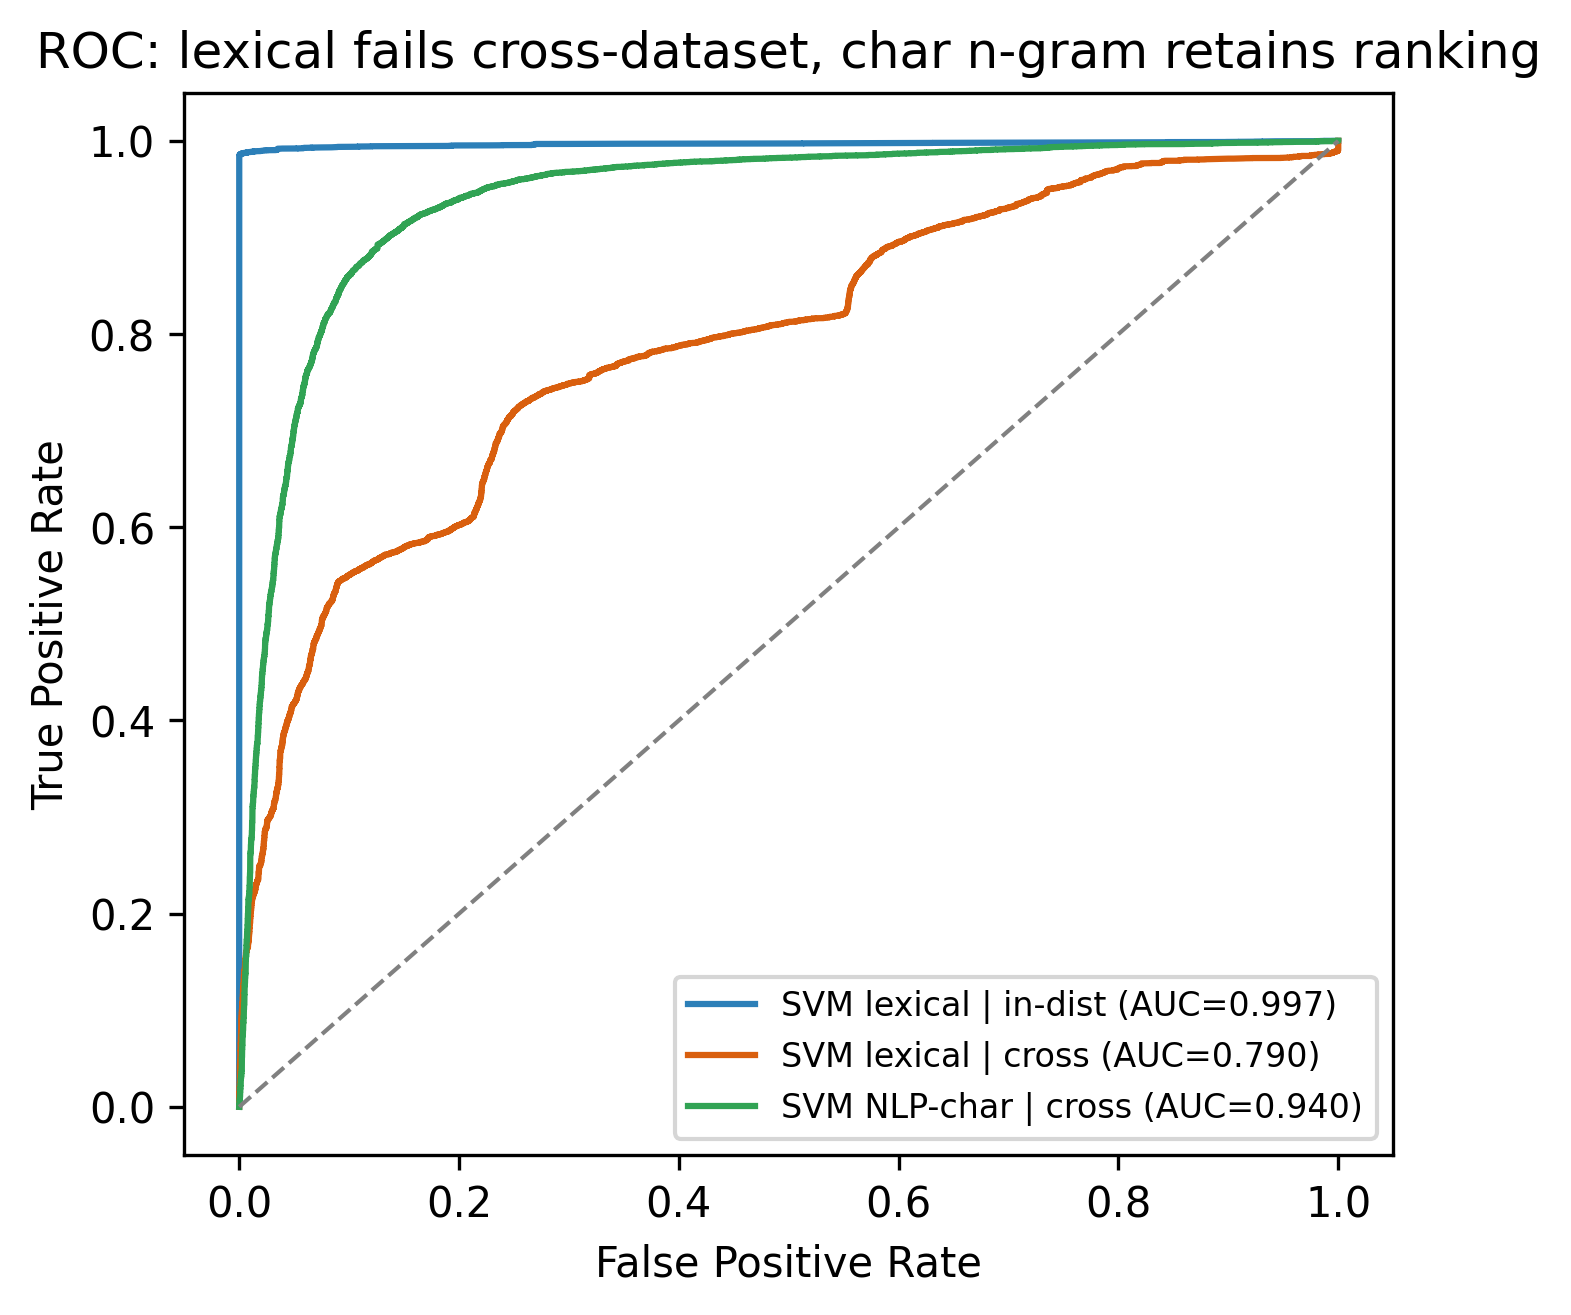 ROC: lexical fails cross-dataset, char n-gram retains ranking
True Positive Rate
1.0
0.8
0.6
0.4
0.2
0.0
SVM lexical | in-dist (AUC=0.997)
SVM lexical | cross (AUC=0.790)
SVM NLP-char | cross (AUC=0.940)
0.0 0.2 0.4 0.6 0.8 1.0
False Positive Rate